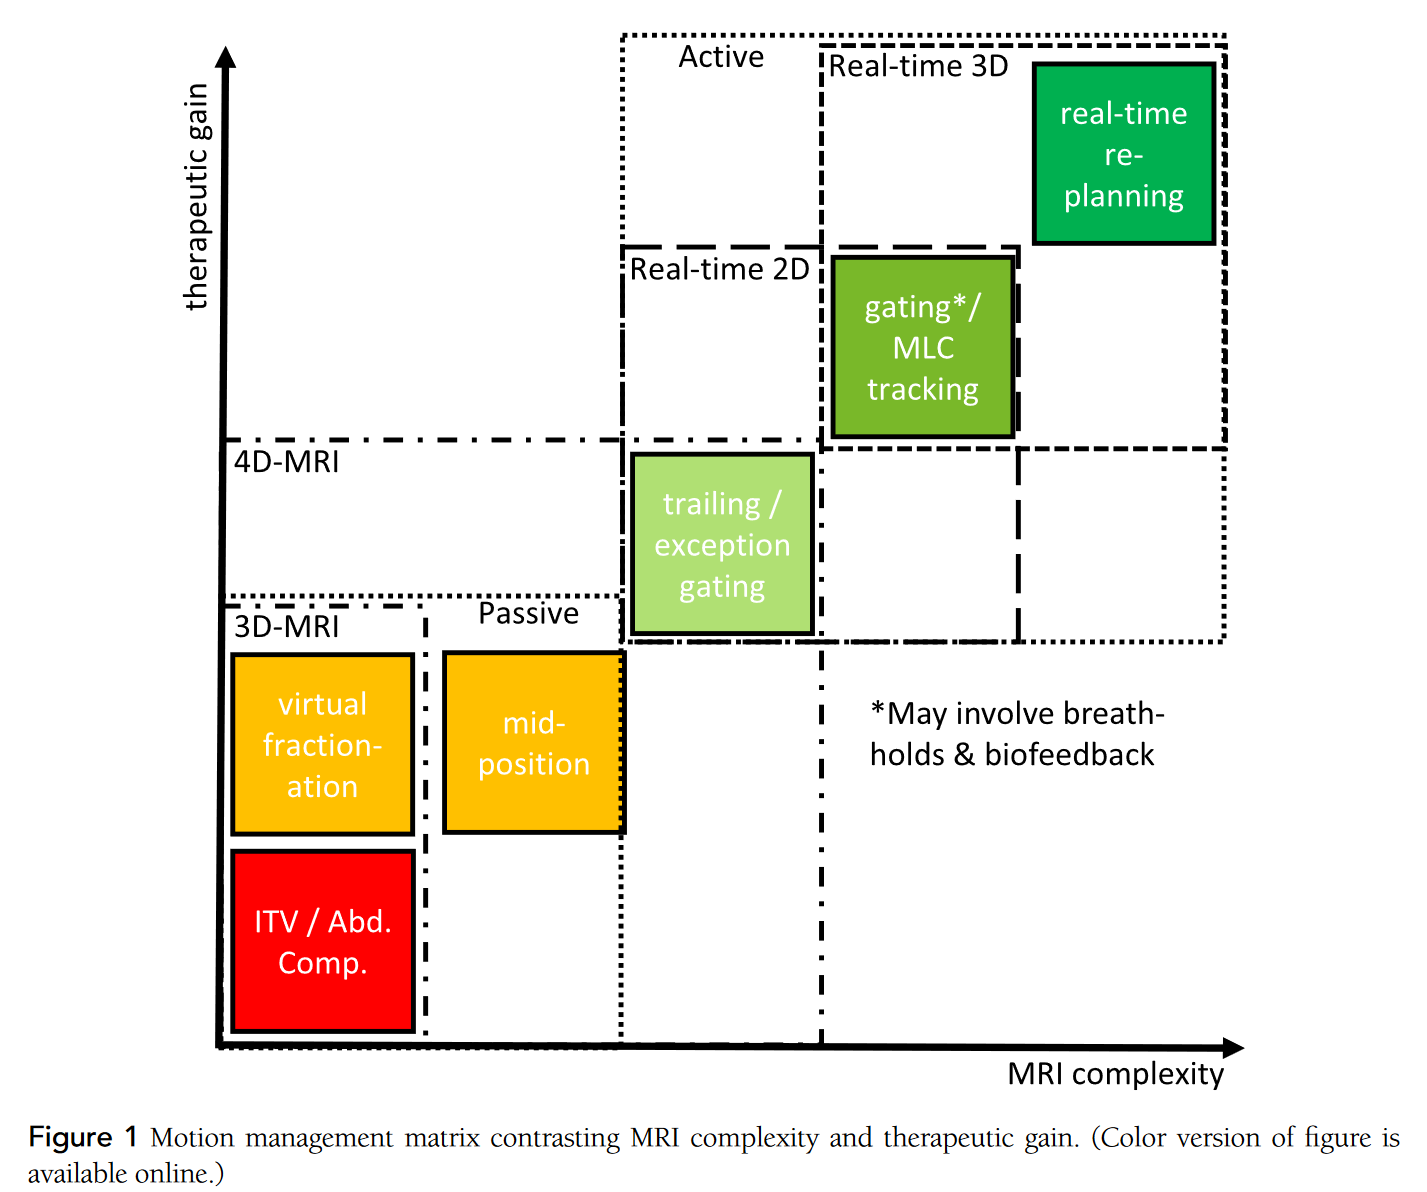 therapeutic gain
Active
Real-time 3D
real-time
re-
planning
Real-time 2D
gating*/
MLC
tracking
4D-MRI
trailing /
exception
gating
3D-MRI
Passive
virtual
fraction-
ation
mid-
position
*May involve breath-
holds & biofeedback
ITV / Abd.
Comp.
MRI complexity
Figure 1 Motion management matrix contrasting MRI complexity and therapeutic gain. (Color version of figure is
available online.)